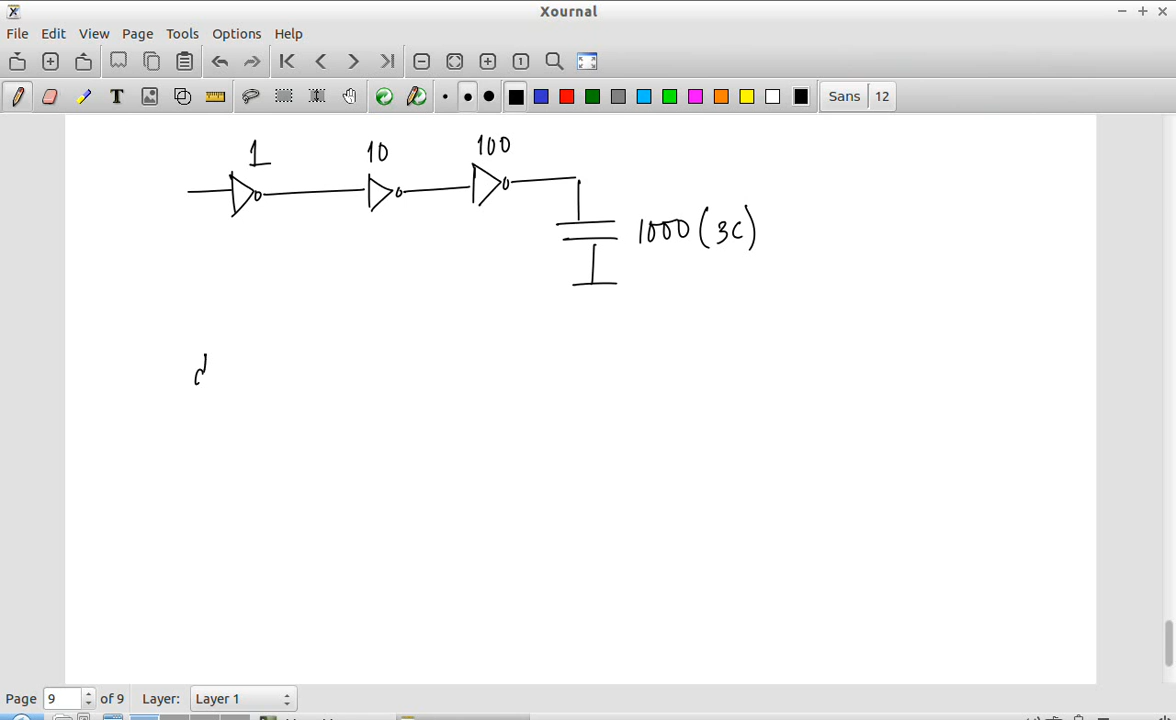 Xournal
File Edit View Page Tools Options Help
Sans 12
1 10 100
1000 (3C)
d
Page 9 of 9 Layer: Layer 1